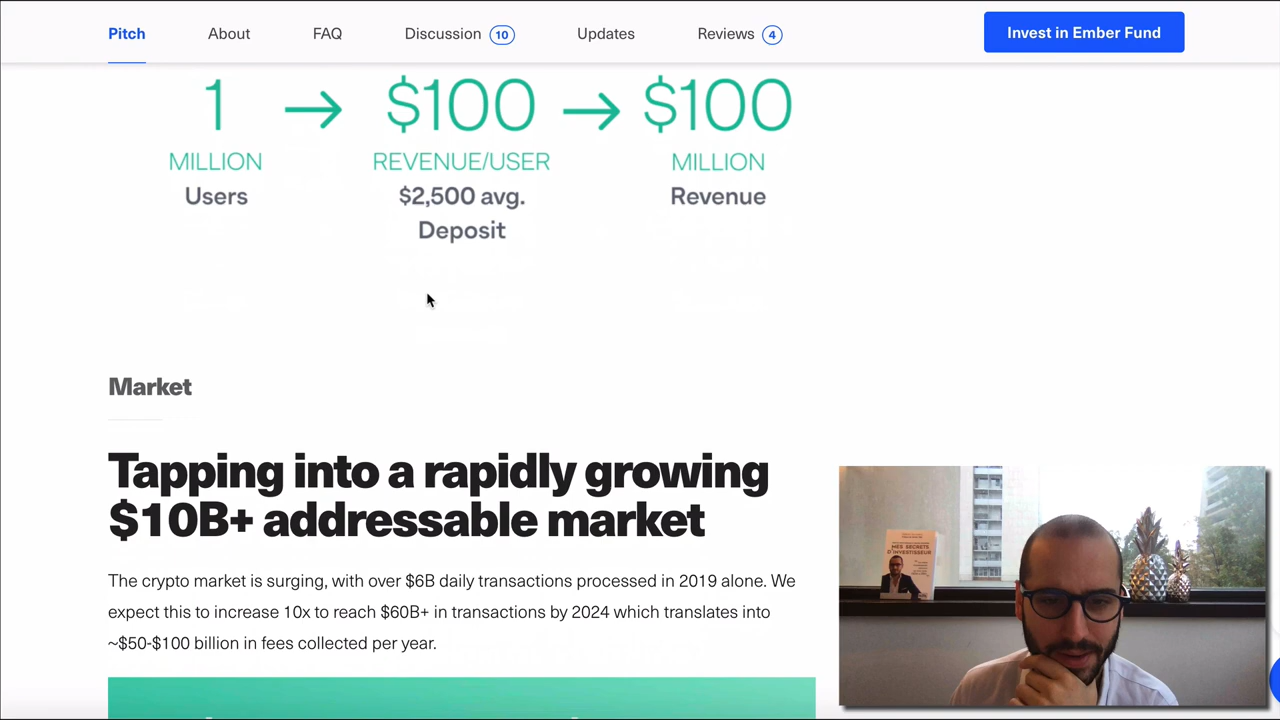 Pitch
About
FAQ
Discussion 10
Updates
Reviews 4
Invest in Ember Fund
1 → $100 → $100
MILLION
REVENUE/USER
MILLION
Users
$2,500 avg.
Deposit
Revenue
Market
Tapping into a rapidly growing
$10B+ addressable market
The crypto market is surging, with over $6B daily transactions processed in 2019 alone. We
expect this to increase 10x to reach $60B+ in transactions by 2024 which translates into
~$50-$100 billion in fees collected per year.
MES SECRETS
D'INVESTISSEUR